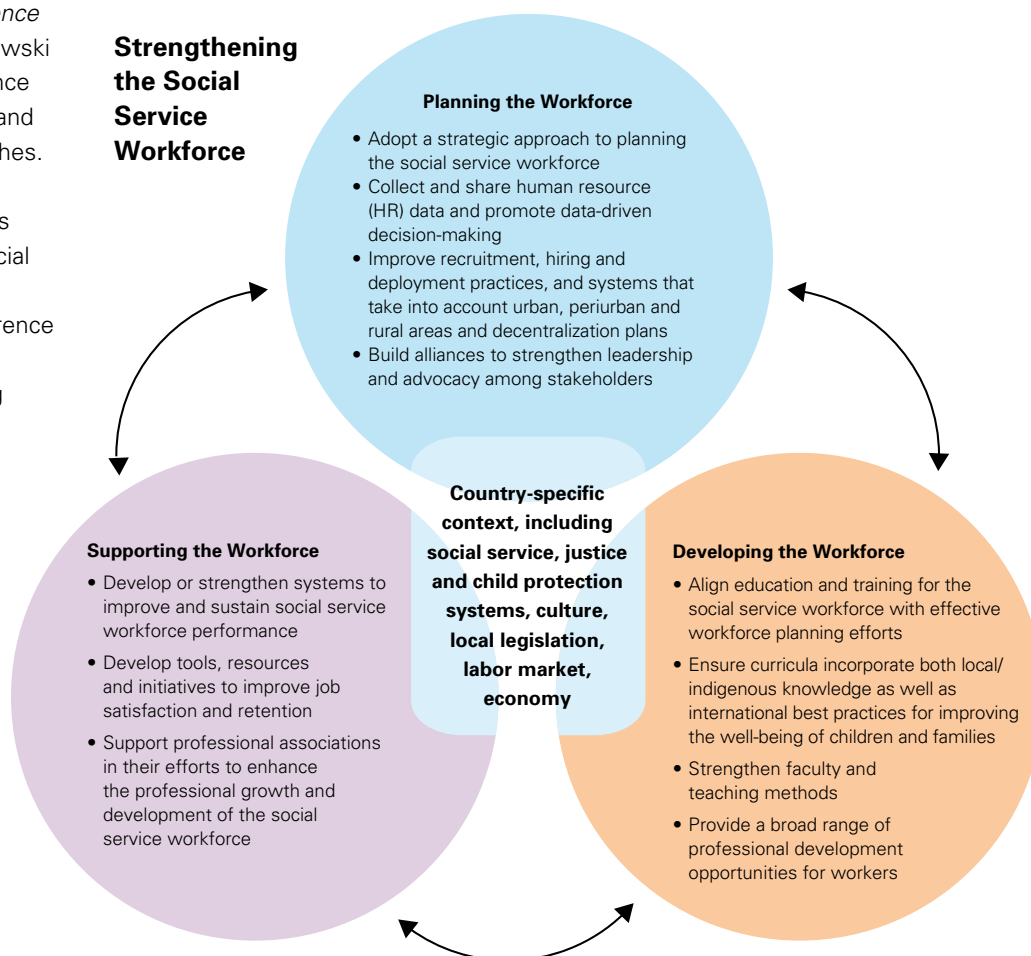 ence
wski
nce
and
hes.
s
cial
rence
g
Strengthening
the Social
Service
Workforce
Planning the Workforce
• Adopt a strategic approach to planning
the social service workforce
• Collect and share human resource
(HR) data and promote data-driven
decision-making
• Improve recruitment, hiring and
deployment practices, and systems that
take into account urban, periurban and
rural areas and decentralization plans
• Build alliances to strengthen leadership
and advocacy among stakeholders
Country-specific
context, including
social service, justice
and child protection
systems, culture,
local legislation,
labor market,
economy
Supporting the Workforce
• Develop or strengthen systems to
improve and sustain social service
workforce performance
• Develop tools, resources
and initiatives to improve job
satisfaction and retention
• Support professional associations
in their efforts to enhance
the professional growth and
development of the social
service workforce
Developing the Workforce
• Align education and training for the
social service workforce with effective
workforce planning efforts
• Ensure curricula incorporate both local/
indigenous knowledge as well as
international best practices for improving
the well-being of children and families
• Strengthen faculty and
teaching methods
• Provide a broad range of
professional development
opportunities for workers